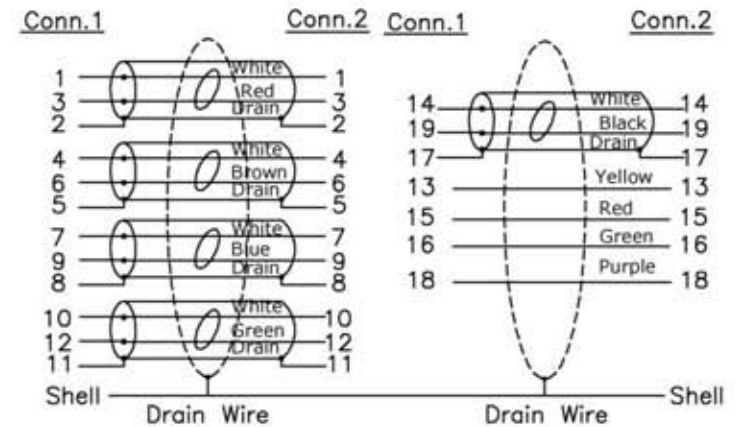 Conn.1 Conn.2 Conn.1 Conn.2
1 White 1
3 Red 3
2 Drain 2
4 White 4
6 Brown 6
5 Drain 5
7 White 7
9 Blue 9
8 Drain 8
10 White 10
12 Green 12
11 Drain 11
14 White 14
19 Black 19
17 Drain 17
13 Yellow 13
15 Red 15
16 Green 16
18 Purple 18
Shell Shell
Drain Wire Drain Wire